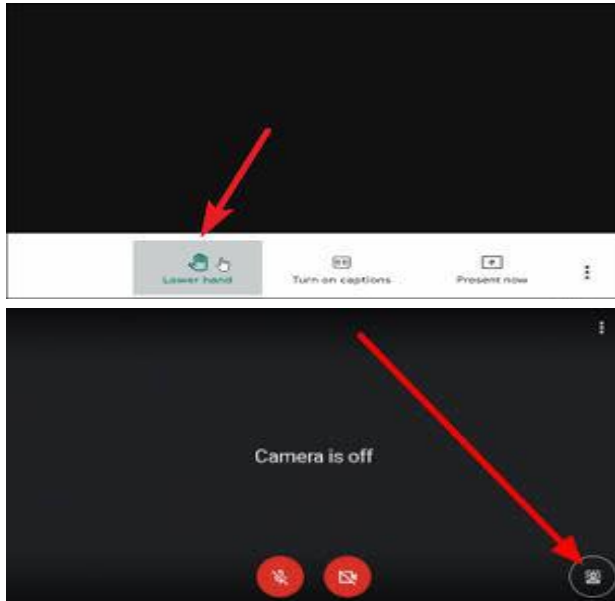 Lower hand
Turn on captions
Present now
Camera is off